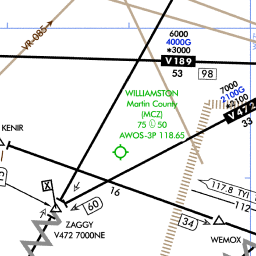 VR-085
6000
4000G
*3000
V189
53
98
7000
2100G
V472
33
WILLIAMSTON
Martin County
(MCZ)
75 50
AWOS-3P 118.65
KENIR
16
117.8 TYI
112
X
60
34
ZAGGY
V472 7000NE
WEMOX